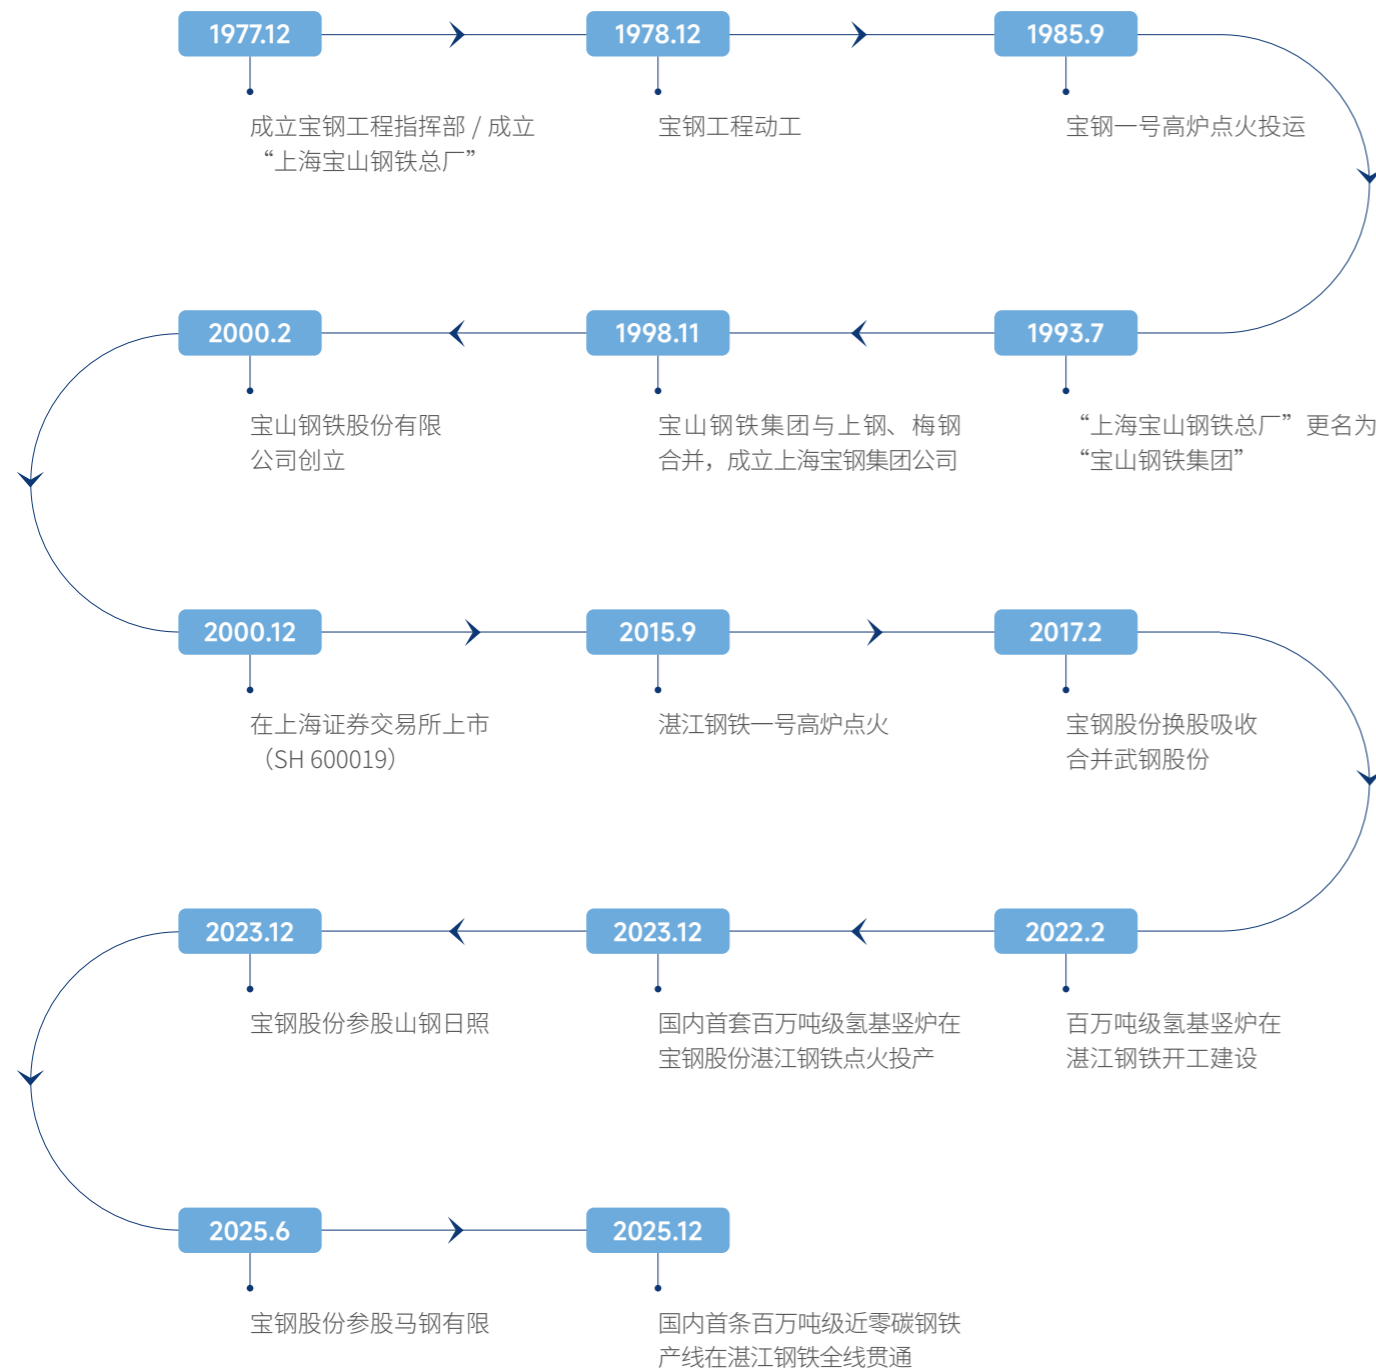 1977.12
成立宝钢工程指挥部 / 成立
“上海宝山钢铁总厂”
1978.12
宝钢工程动工
1985.9
宝钢一号高炉点火投运
1993.7
“上海宝山钢铁总厂”更名为
“宝山钢铁集团”
1998.11
宝山钢铁集团与上钢、梅钢
合并，成立上海宝钢集团公司
2000.2
宝山钢铁股份有限
公司创立
2000.12
在上海证券交易所上市
（SH 600019）
2015.9
湛江钢铁一号高炉点火
2017.2
宝钢股份换股吸收
合并武钢股份
2022.2
百万吨级氢基竖炉在
湛江钢铁开工建设
2023.12
国内首套百万吨级氢基竖炉在
宝钢股份湛江钢铁点火投产
2023.12
宝钢股份参股山钢日照
2025.6
宝钢股份参股马钢有限
2025.12
国内首条百万吨级近零碳钢铁
产线在湛江钢铁全线贯通